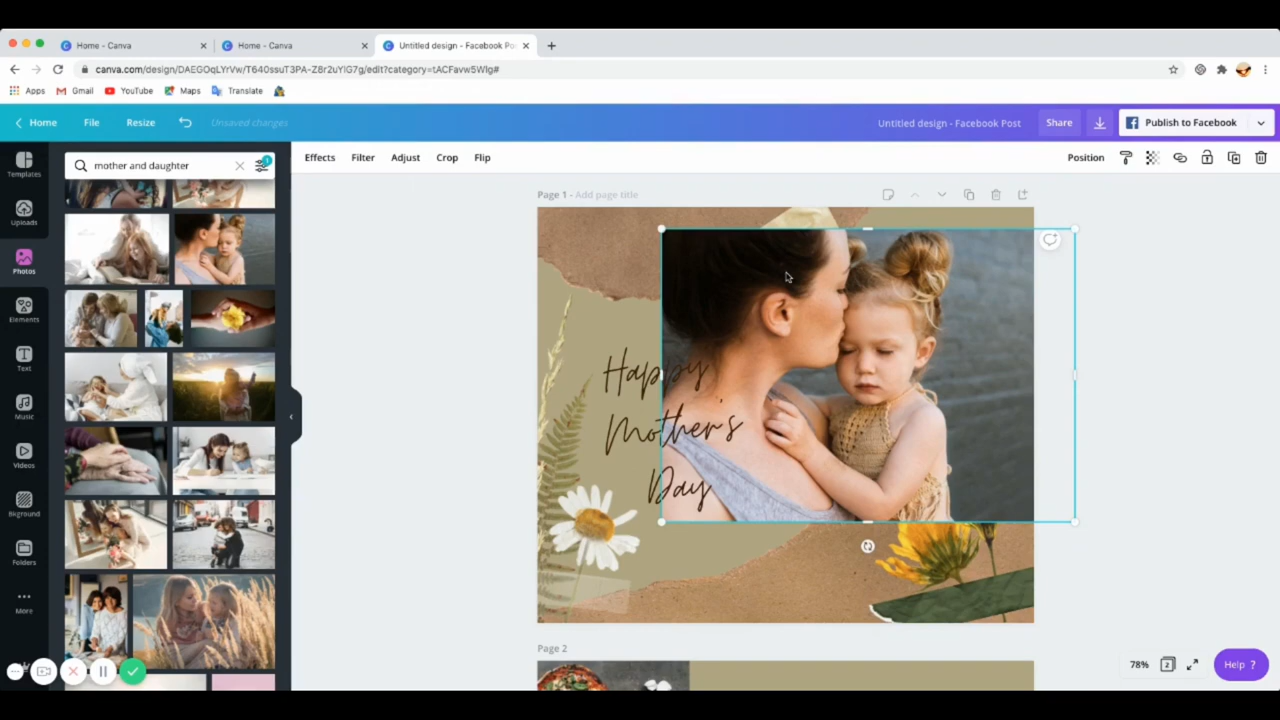 Home - Canva
Home - Canva
Untitled design - Facebook Po
canva.com/design/DAEGOqLYrVw/T640ssuT3PA-Z8r2uYlG7g/edit?category=tACFavw5WIg#
Apps Gmail YouTube Maps Translate
Home File Resize Unsaved changes Untitled design - Facebook Post Share Publish to Facebook
mother and daughter
Effects Filter Adjust Crop Flip Position
Templates
Uploads
Photos
Elements
Text
Music
Videos
Bkground
Folders
More
Page 1 - Add page title
Happy
Mother's
Day
Page 2
78% 2 Help ?